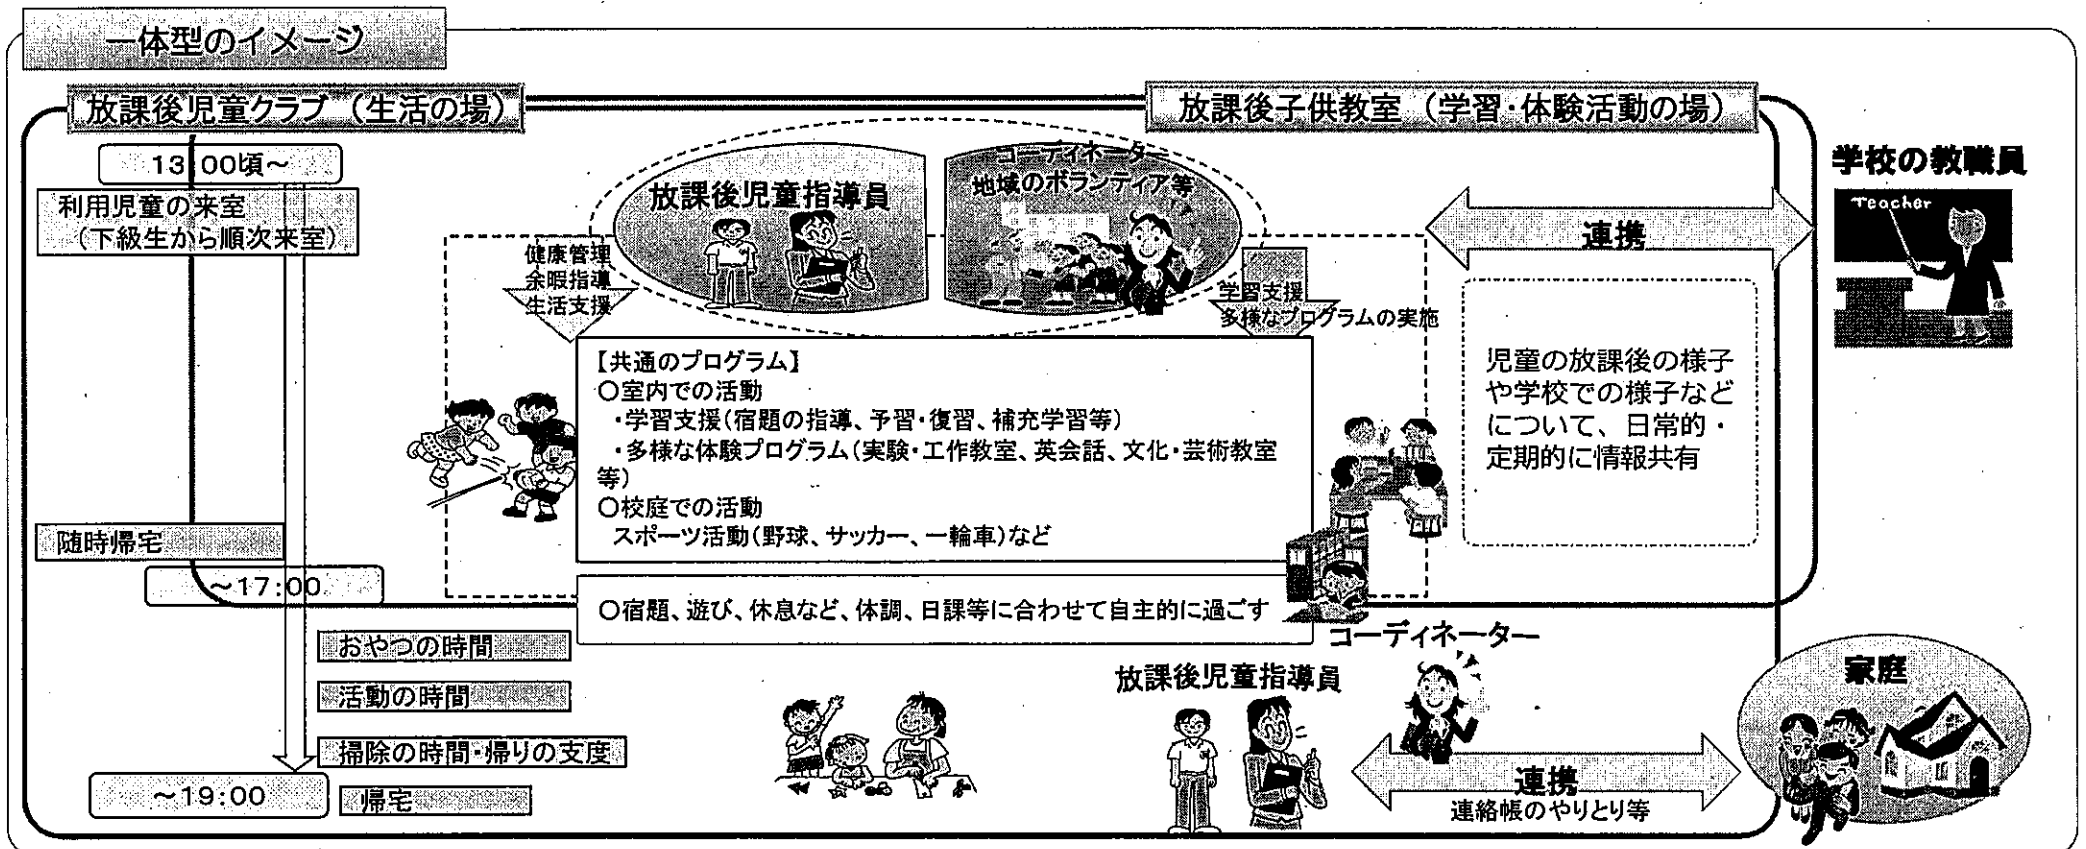 一体型のイメージ
放課後児童クラブ (生活の場)
放課後子供教室 (学習・体験活動の場)
13:00頃～
利用児童の来室
(下級生から順次来室)
放課後児童指導員
コーディネーター
地域のボランティア等
健康管理
余暇指導
生活支援
学習支援
多様なプログラムの実施
連携
学校の教職員
Teacher
【共通のプログラム】
○室内での活動
・学習支援(宿題の指導、予習・復習、補充学習等)
・多様な体験プログラム(実験・工作教室、英会話、文化・芸術教室
等)
○校庭での活動
スポーツ活動(野球、サッカー、一輪車)など
児童の放課後の様子
や学校での様子など
について、日常的・
定期的に情報共有
随時帰宅
～17:00
○宿題、遊び、休息など、体調、日課等に合わせて自主的に過ごす
おやつの時間
活動の時間
掃除の時間・帰りの支度
～19:00
帰宅
コーディネーター
放課後児童指導員
連携
連絡帳のやりとり等
家庭